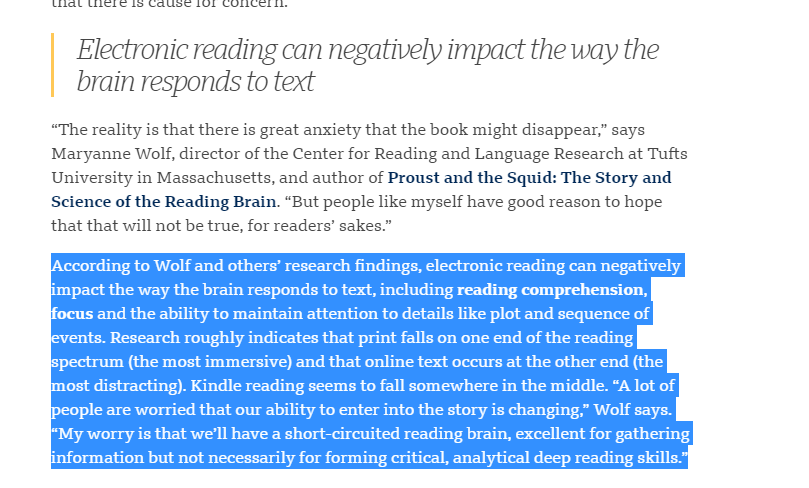 that there is cause for concern.
Electronic reading can negatively impact the way the
brain responds to text
“The reality is that there is great anxiety that the book might disappear,” says
Maryanne Wolf, director of the Center for Reading and Language Research at Tufts
University in Massachusetts, and author of Proust and the Squid: The Story and
Science of the Reading Brain. “But people like myself have good reason to hope
that that will not be true, for readers’ sakes.”
According to Wolf and others’ research findings, electronic reading can negatively
impact the way the brain responds to text, including reading comprehension,
focus and the ability to maintain attention to details like plot and sequence of
events. Research roughly indicates that print falls on one end of the reading
spectrum (the most immersive) and that online text occurs at the other end (the
most distracting). Kindle reading seems to fall somewhere in the middle. “A lot of
people are worried that our ability to enter into the story is changing,” Wolf says.
“My worry is that we’ll have a short-circuited reading brain, excellent for gathering
information but not necessarily for forming critical, analytical deep reading skills.”